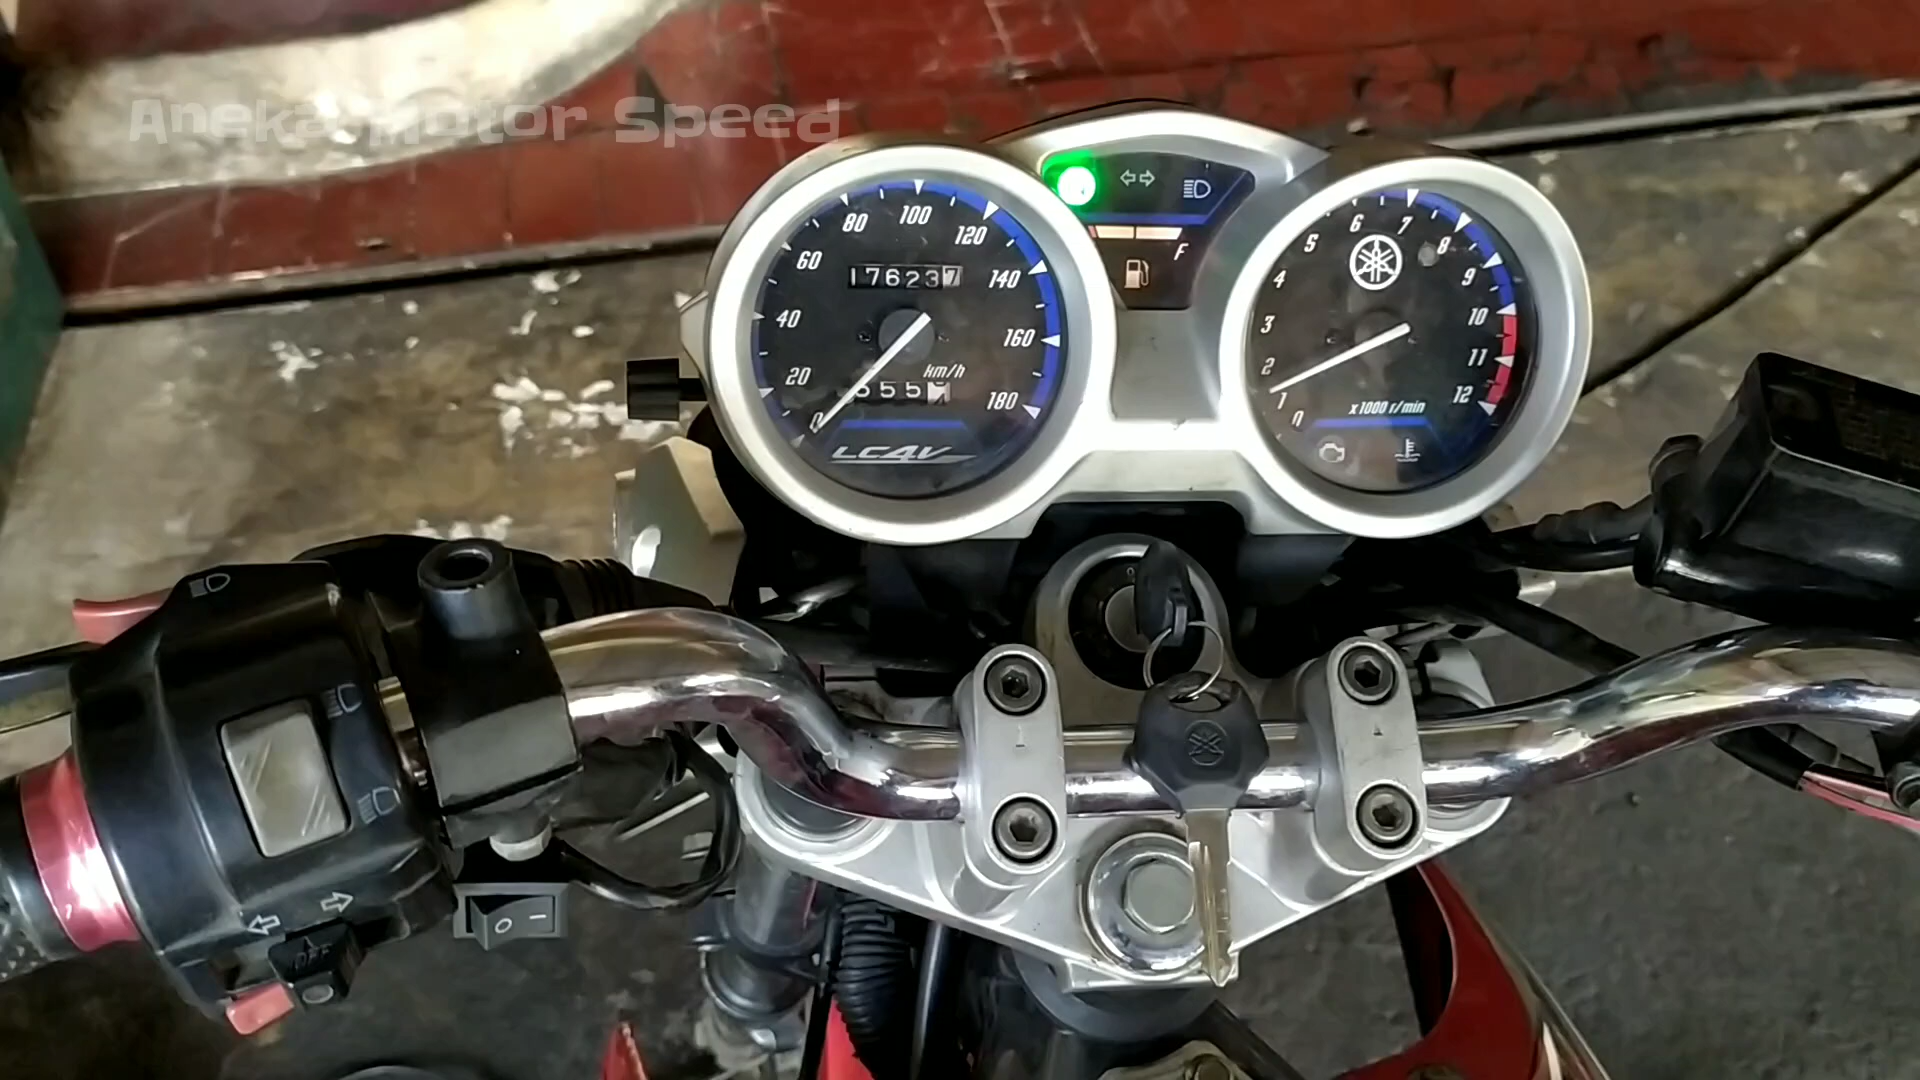 Aneka Motor Speed
0 20 40 60 80 100 120 140 160 180
176237
km/h
555
LC4V
F
0 1 2 3 4 5 6 7 8 9 10 11 12
x1000 r/min
OFF